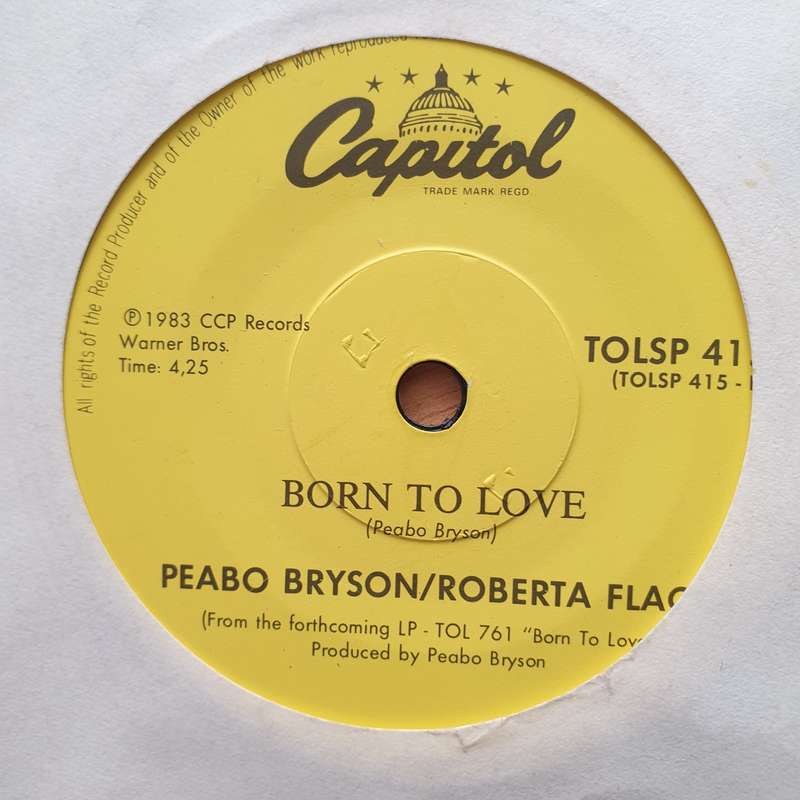 All rights of the Record Producer and of the Owner of the work reproduced
Capitol
TRADE MARK REGD
℗1983 CCP Records
Warner Bros.
Time: 4,25
TOLSP 41
(TOLSP 415 -
BORN TO LOVE
(Peabo Bryson)
PEABO BRYSON/ROBERTA FLAC
(From the forthcoming LP - TOL 761 "Born To Lov
Produced by Peabo Bryson